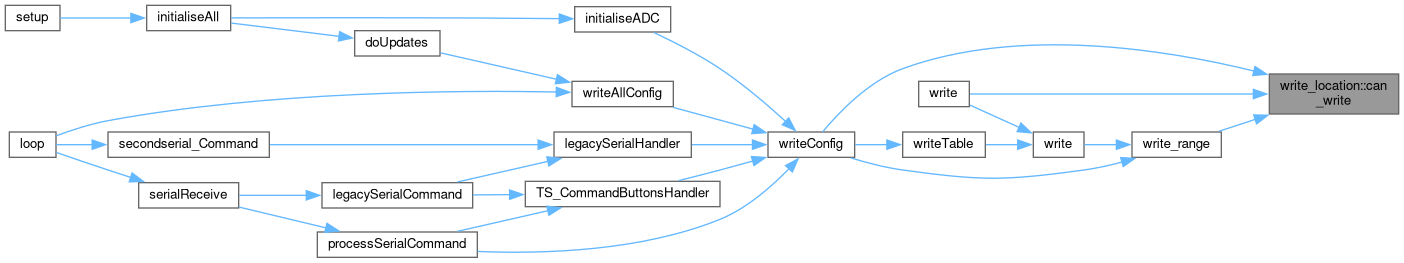 setup
initialiseAll
initialiseADC
doUpdates
writeAllConfig
write_location::can
_write
write
loop
secondserial_Command
legacySerialHandler
writeConfig
writeTable
write
write_range
serialReceive
legacySerialCommand
TS_CommandButtonsHandler
processSerialCommand